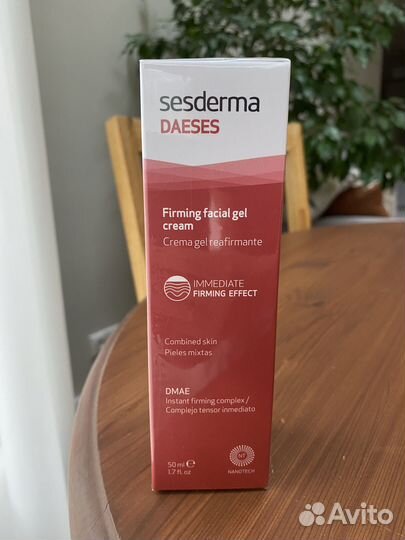 sesderma
DAESES
Firming facial gel
cream
Crema gel reafirmante
IMMEDIATE
FIRMING EFFECT
Combined skin
Pieles mixtas
DMAE
Instant firming complex /
Complejo tensor inmediato
50 ml ℮
1.7 fl. oz
NT
NANOTECH
Avito